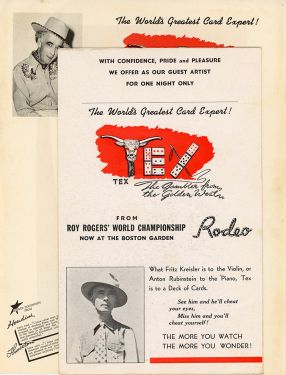 The World's Greatest Card Expert!
WITH CONFIDENCE, PRIDE and PLEASURE
WE OFFER AS OUR GUEST ARTIST
FOR ONE NIGHT ONLY
The World's Greatest Card Expert!
TEX
TEX
The Gambler from
the Golden West
FROM
ROY ROGERS' WORLD CHAMPIONSHIP
NOW AT THE BOSTON GARDEN
Rodeo
What Fritz Kreisler is to the Violin, or
Anton Rubinstein to the Piano, Tex
is to a Deck of Cards.
See him and he'll cheat
your eyes,
Miss him and you'll
cheat yourself!
THE MORE YOU WATCH
THE MORE YOU WONDER!
Houdini